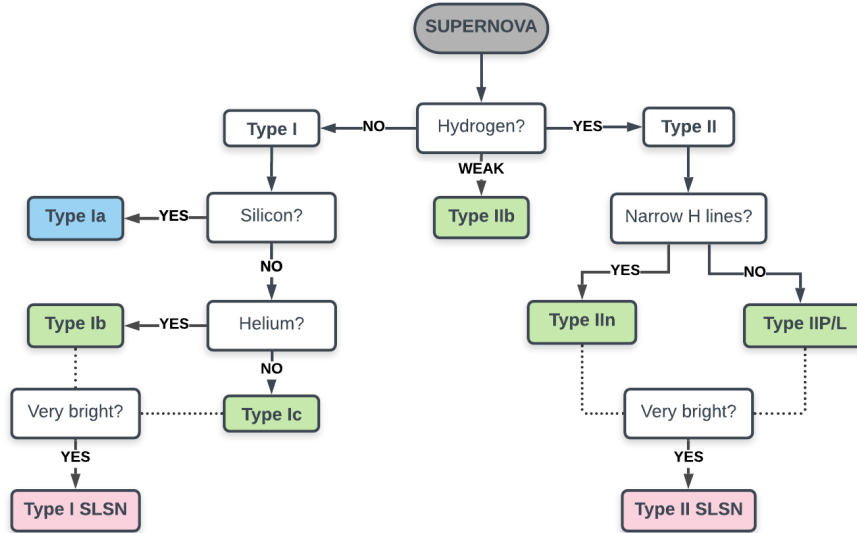 SUPERNOVA
Type I
NO
Hydrogen?
YES
Type II
WEAK
Type Ia
YES
Silicon?
Type IIb
Narrow H lines?
NO
YES
NO
Type Ib
YES
Helium?
Type IIn
Type IIP/L
NO
Very bright?
Type Ic
Very bright?
YES
YES
Type I SLSN
Type II SLSN